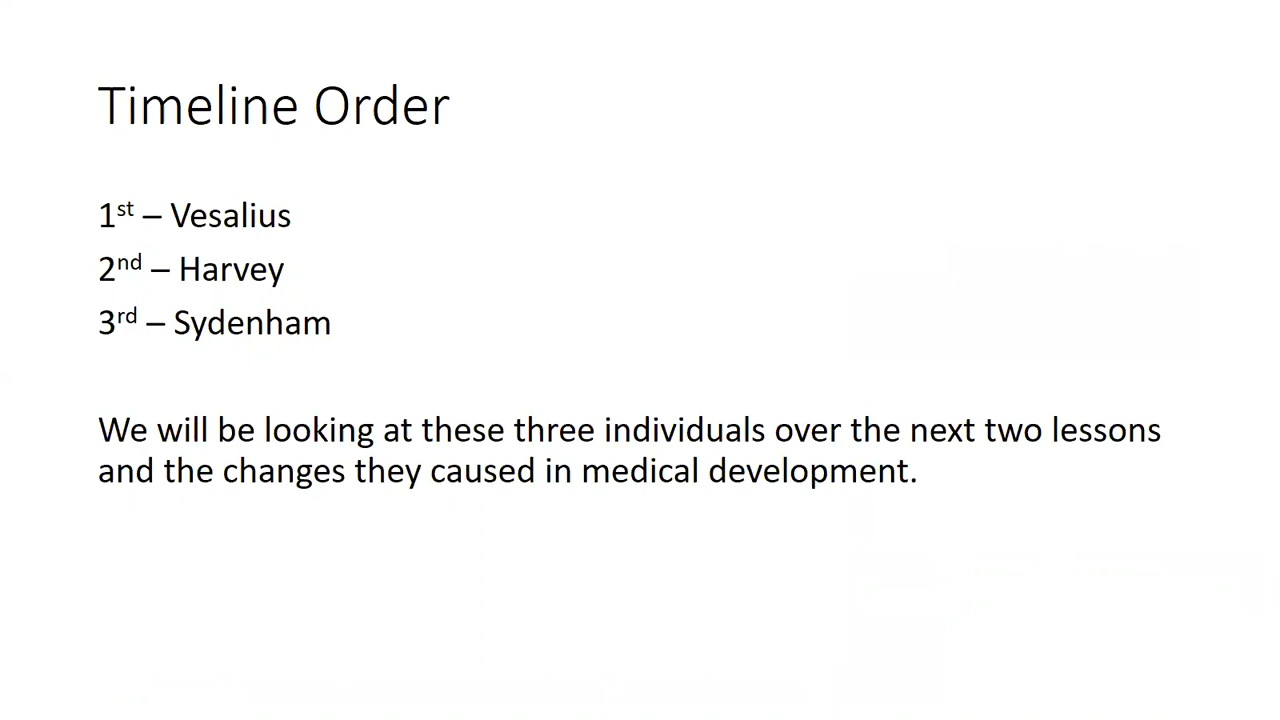 Timeline Order
1st – Vesalius
2nd – Harvey
3rd – Sydenham
We will be looking at these three individuals over the next two lessons
and the changes they caused in medical development.